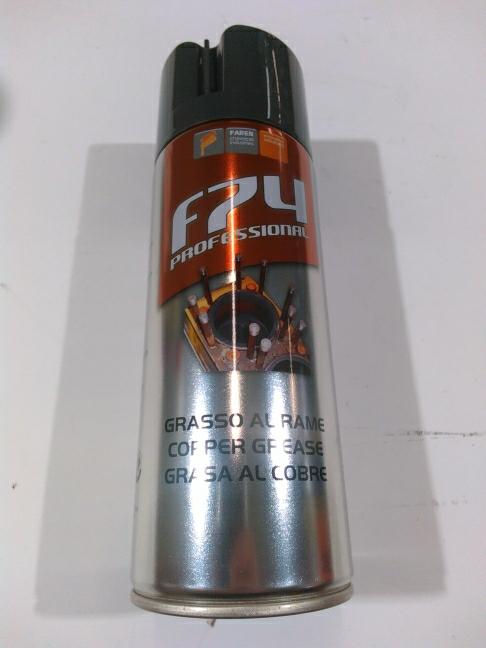 FAREN
F74
PROFESSIONAL
GRASSO AL RAME
COPPER GREASE
GRASA AL COBRE